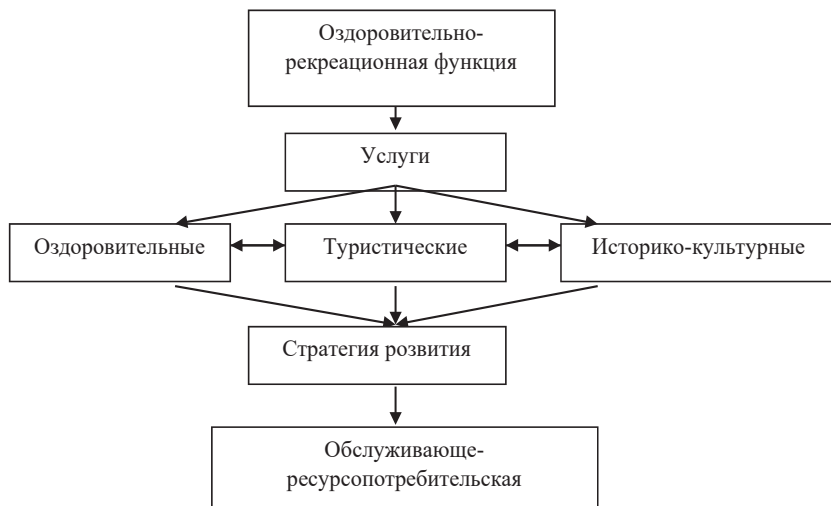 Оздоровительно-
рекреационная функция
Услуги
Оздоровительные
Туристические
Историко-культурные
Стратегия розвития
Обслуживающе-
ресурсопотребительская